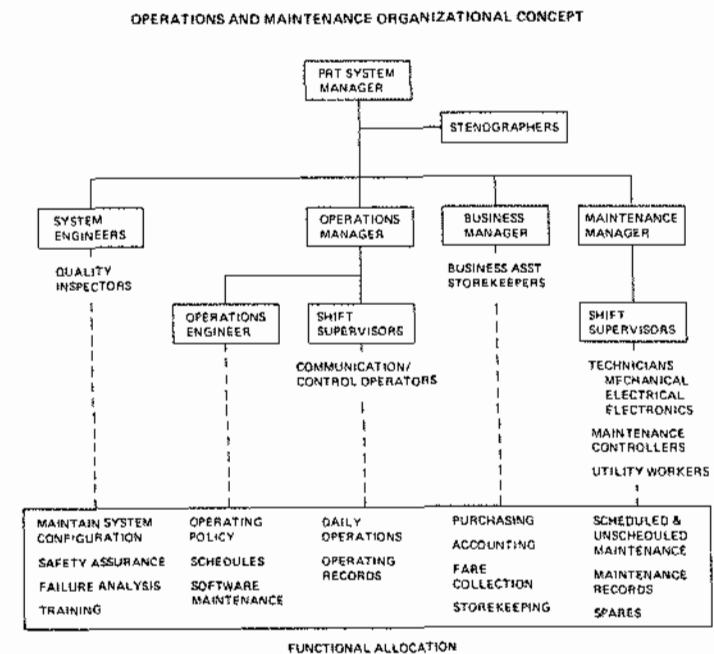 OPERATIONS AND MAINTENANCE ORGANIZATIONAL CONCEPT
PRT SYSTEM
MANAGER
STENOGRAPHERS
SYSTEM
ENGINEERS
QUALITY
INSPECTORS
OPERATIONS
MANAGER
BUSINESS
MANAGER
BUSINESS ASST
STOREKEEPERS
MAINTENANCE
MANAGER
OPERATIONS
ENGINEER
SHIFT
SUPERVISORS
COMMUNICATION/
CONTROL OPERATORS
SHIFT
SUPERVISORS
TECHNICIANS
MECHANICAL
ELECTRICAL
ELECTRONICS
MAINTENANCE
CONTROLLERS
UTILITY WORKERS
MAINTAIN SYSTEM
CONFIGURATION
SAFETY ASSURANCE
FAILURE ANALYSIS
TRAINING
OPERATING
POLICY
SCHEDULES
SOFTWARE
MAINTENANCE
DAILY
OPERATIONS
OPERATING
RECORDS
PURCHASING
ACCOUNTING
FARE
COLLECTION
STOREKEEPING
SCHEDULED &
UNSCHEDULED
MAINTENANCE
MAINTENANCE
RECORDS
SPARES
FUNCTIONAL ALLOCATION